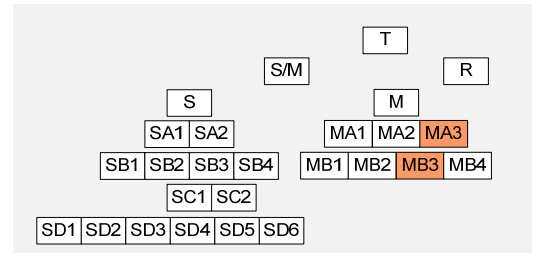 T
S/M R
S M
SA1 SA2 MA1 MA2 MA3
SB1 SB2 SB3 SB4 MB1 MB2 MB3 MB4
SC1 SC2
SD1 SD2 SD3 SD4 SD5 SD6